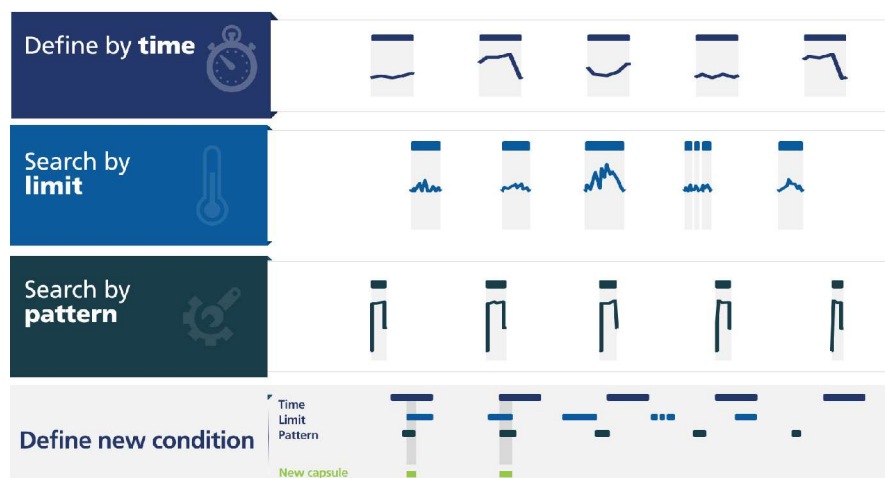 Define by time
Search by
limit
Search by
pattern
Define new condition
Time
Limit
Pattern
New capsule